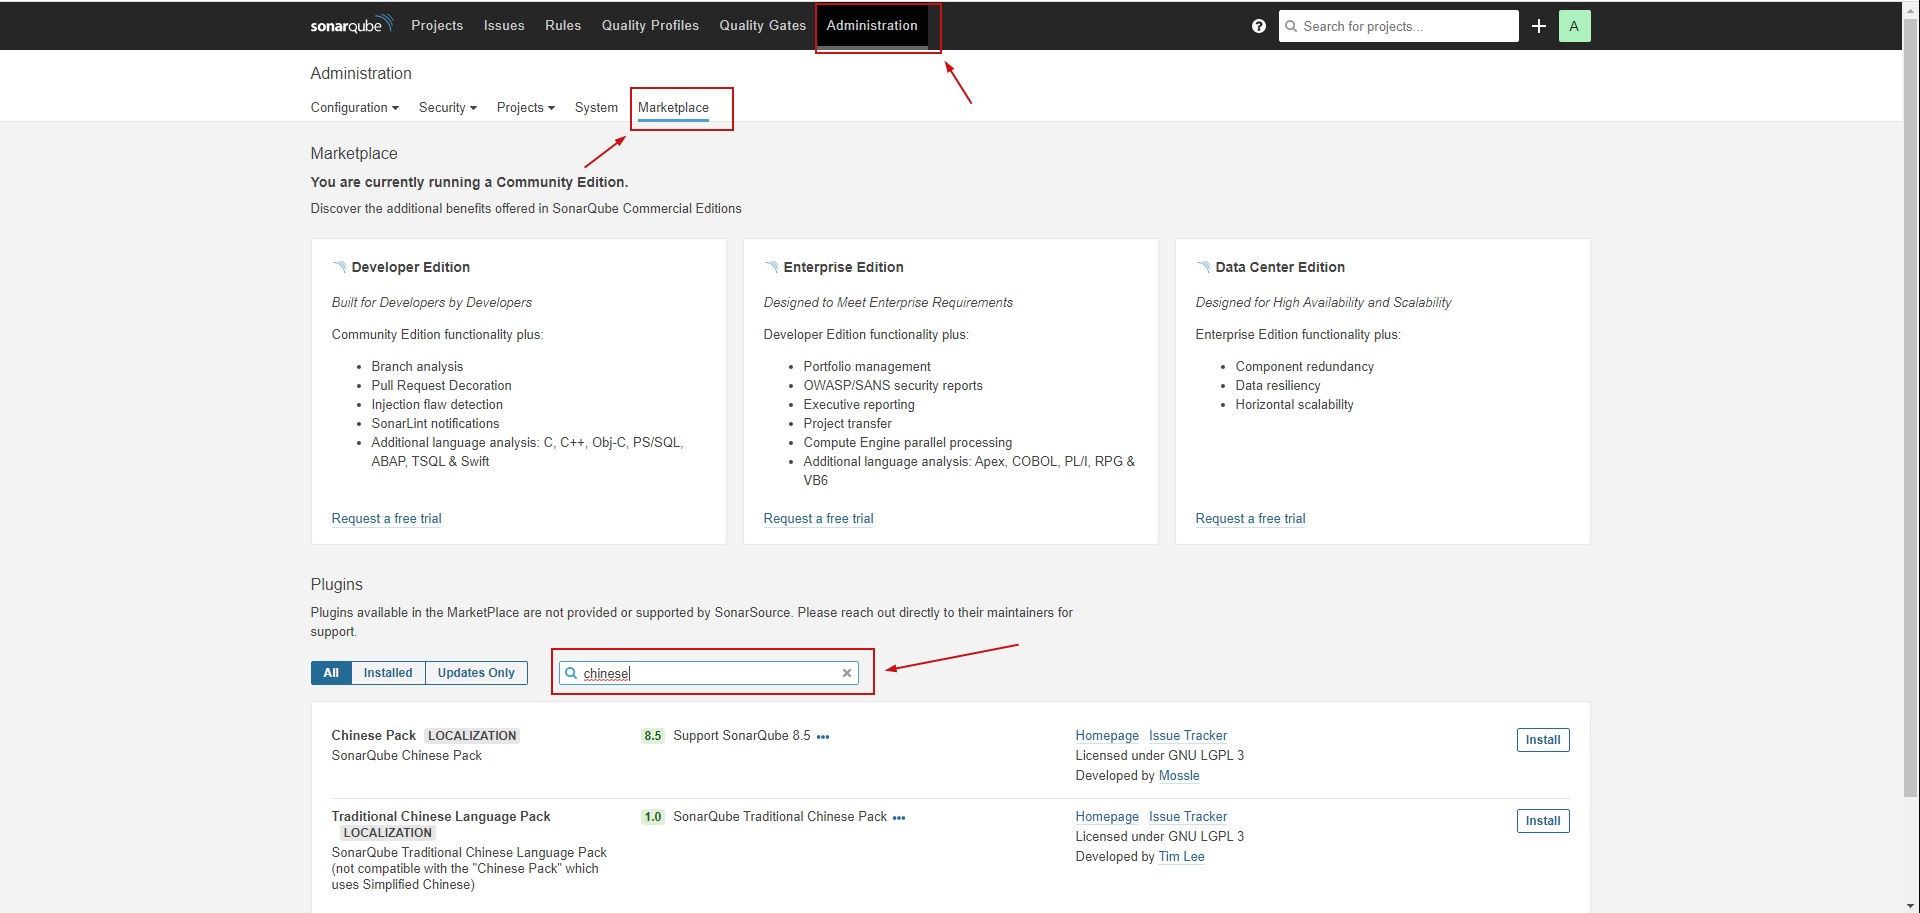 sonarqube Projects Issues Rules Quality Profiles Quality Gates Administration ? Search for projects... + A
Administration
Configuration Security Projects System Marketplace
Marketplace
You are currently running a Community Edition.
Discover the additional benefits offered in SonarQube Commercial Editions
Developer Edition
Built for Developers by Developers
Community Edition functionality plus:
• Branch analysis
• Pull Request Decoration
• Injection flaw detection
• SonarLint notifications
• Additional language analysis: C, C++, Obj-C, PS/SQL,
ABAP, TSQL & Swift
Request a free trial
Enterprise Edition
Designed to Meet Enterprise Requirements
Developer Edition functionality plus:
• Portfolio management
• OWASP/SANS security reports
• Executive reporting
• Project transfer
• Compute Engine parallel processing
• Additional language analysis: Apex, COBOL, PL/I, RPG &
VB6
Request a free trial
Data Center Edition
Designed for High Availability and Scalability
Enterprise Edition functionality plus:
• Component redundancy
• Data resiliency
• Horizontal scalability
Request a free trial
Plugins
Plugins available in the MarketPlace are not provided or supported by SonarSource. Please reach out directly to their maintainers for
support.
All Installed Updates Only chinese
Chinese Pack LOCALIZATION
SonarQube Chinese Pack
8.5 Support SonarQube 8.5 •••
Homepage Issue Tracker
Licensed under GNU LGPL 3
Developed by Mossle
Install
Traditional Chinese Language Pack
LOCALIZATION
SonarQube Traditional Chinese Language Pack
(not compatible with the "Chinese Pack" which
uses Simplified Chinese)
1.0 SonarQube Traditional Chinese Pack •••
Homepage Issue Tracker
Licensed under GNU LGPL 3
Developed by Tim Lee
Install